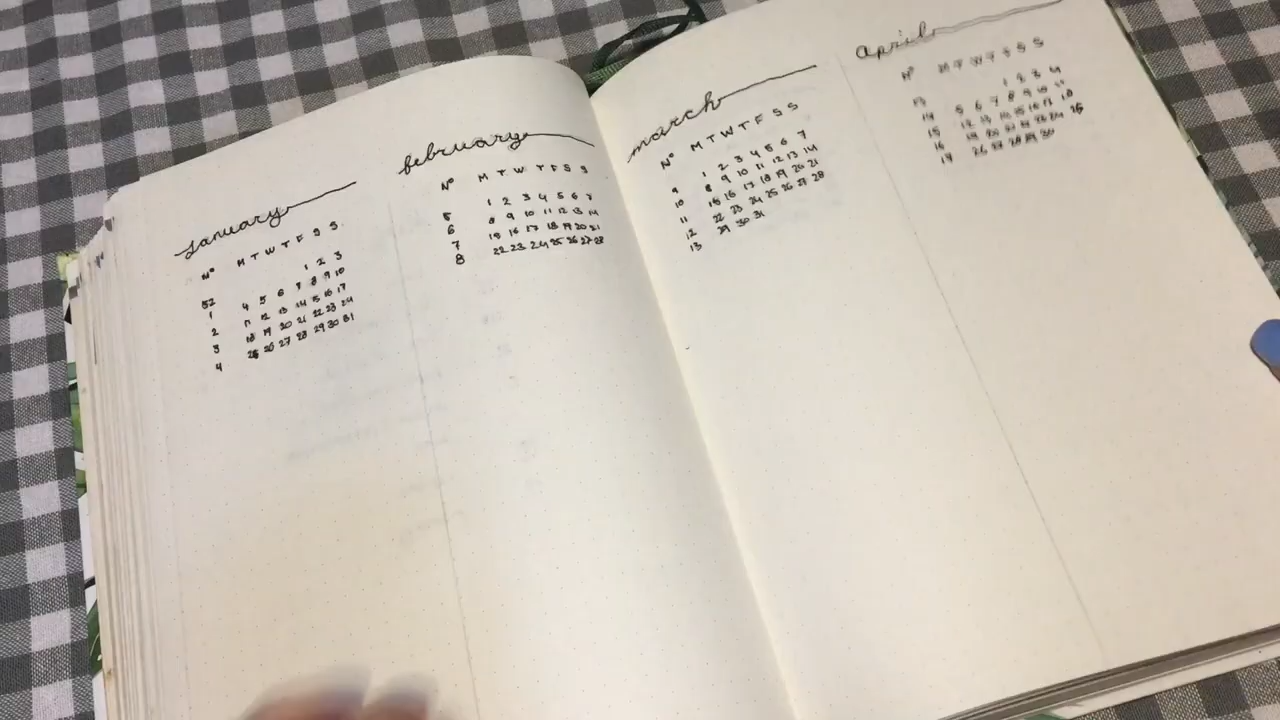 january
Nº M T W T F S S
52 1 2 3
1 4 5 6 7 8 9 10
2 11 12 13 14 15 16 17
3 18 19 20 21 22 23 24
4 25 26 27 28 29 30 31
february
Nº M T W T F S S
5 1 2 3 4 5 6 7
6 8 9 10 11 12 13 14
7 15 16 17 18 19 20 21
8 22 23 24 25 26 27 28
march
Nº M T W T F S S
9 1 2 3 4 5 6 7
10 8 9 10 11 12 13 14
11 15 16 17 18 19 20 21
12 22 23 24 25 26 27 28
13 29 30 31
april
Nº M T W T F S S
13 1 2 3 4
14 5 6 7 8 9 10 11
15 12 13 14 15 16 17 18
16 19 20 21 22 23 24 25
17 26 27 28 29 30